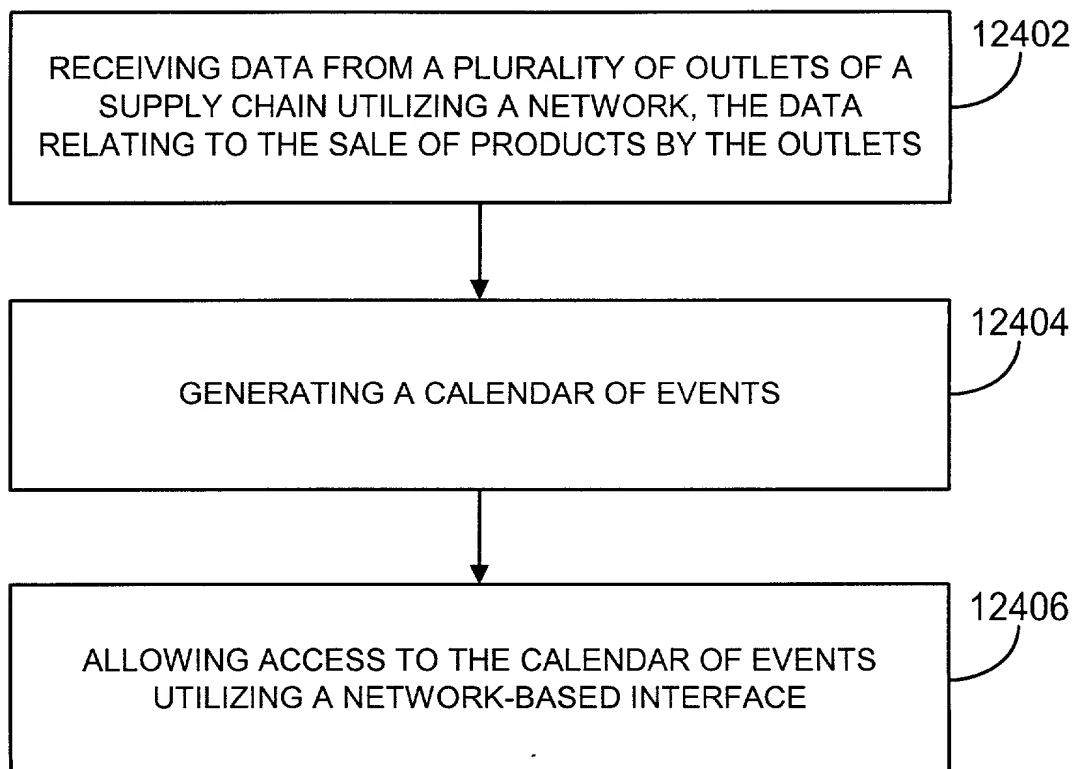 12402
RECEIVING DATA FROM A PLURALITY OF OUTLETS OF A
SUPPLY CHAIN UTILIZING A NETWORK, THE DATA
RELATING TO THE SALE OF PRODUCTS BY THE OUTLETS
12404
GENERATING A CALENDAR OF EVENTS
12406
ALLOWING ACCESS TO THE CALENDAR OF EVENTS
UTILIZING A NETWORK-BASED INTERFACE